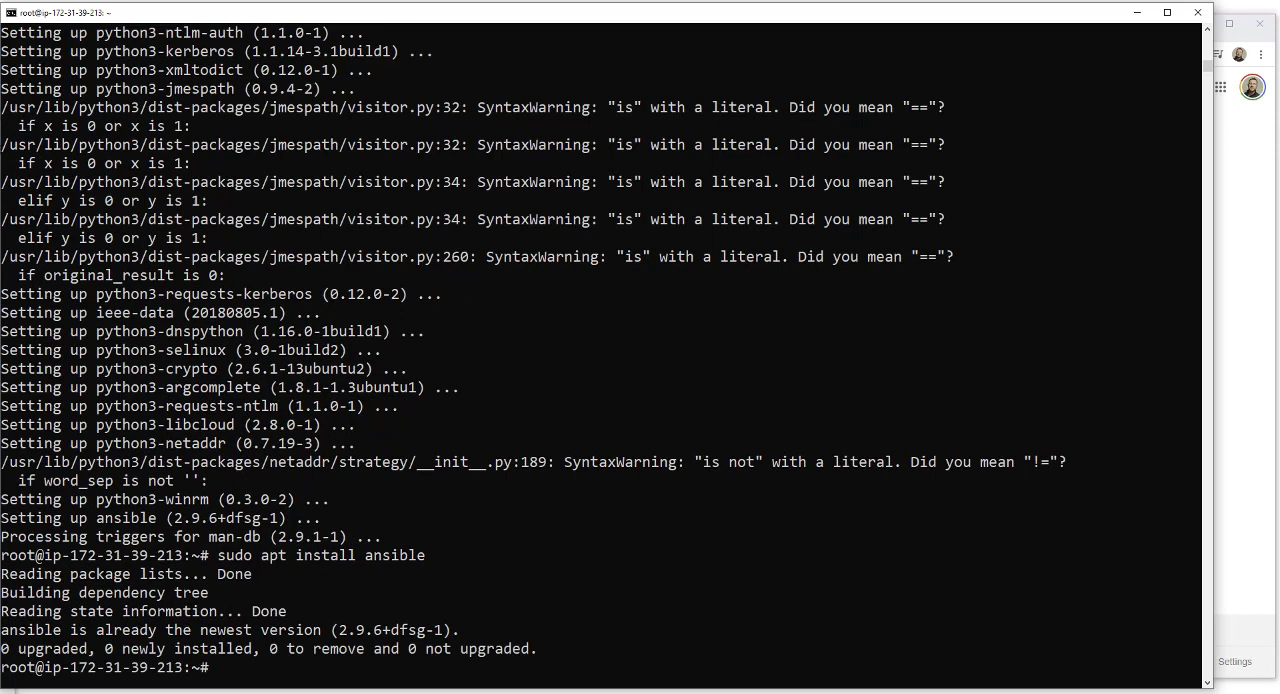 root@ip-172-31-39-213: ~
Setting up python3-ntlm-auth (1.1.0-1) ...
Setting up python3-kerberos (1.1.14-3.1build1) ...
Setting up python3-xmltodict (0.12.0-1) ...
Setting up python3-jmespath (0.9.4-2) ...
/usr/lib/python3/dist-packages/jmespath/visitor.py:32: SyntaxWarning: "is" with a literal. Did you mean "=="?
  if x is 0 or x is 1:
/usr/lib/python3/dist-packages/jmespath/visitor.py:32: SyntaxWarning: "is" with a literal. Did you mean "=="?
  if x is 0 or x is 1:
/usr/lib/python3/dist-packages/jmespath/visitor.py:34: SyntaxWarning: "is" with a literal. Did you mean "=="?
  elif y is 0 or y is 1:
/usr/lib/python3/dist-packages/jmespath/visitor.py:34: SyntaxWarning: "is" with a literal. Did you mean "=="?
  elif y is 0 or y is 1:
/usr/lib/python3/dist-packages/jmespath/visitor.py:260: SyntaxWarning: "is" with a literal. Did you mean "=="?
  if original_result is 0:
Setting up python3-requests-kerberos (0.12.0-2) ...
Setting up ieee-data (20180805.1) ...
Setting up python3-dnspython (1.16.0-1build1) ...
Setting up python3-selinux (3.0-1build2) ...
Setting up python3-crypto (2.6.1-13ubuntu2) ...
Setting up python3-argcomplete (1.8.1-1.3ubuntu1) ...
Setting up python3-requests-ntlm (1.1.0-1) ...
Setting up python3-libcloud (2.8.0-1) ...
Setting up python3-netaddr (0.7.19-3) ...
/usr/lib/python3/dist-packages/netaddr/strategy/__init__.py:189: SyntaxWarning: "is not" with a literal. Did you mean "!="?
  if word_sep is not '':
Setting up python3-winrm (0.3.0-2) ...
Setting up ansible (2.9.6+dfsg-1) ...
Processing triggers for man-db (2.9.1-1) ...
root@ip-172-31-39-213:~# sudo apt install ansible
Reading package lists... Done
Building dependency tree
Reading state information... Done
ansible is already the newest version (2.9.6+dfsg-1).
0 upgraded, 0 newly installed, 0 to remove and 0 not upgraded.
root@ip-172-31-39-213:~#
Settings